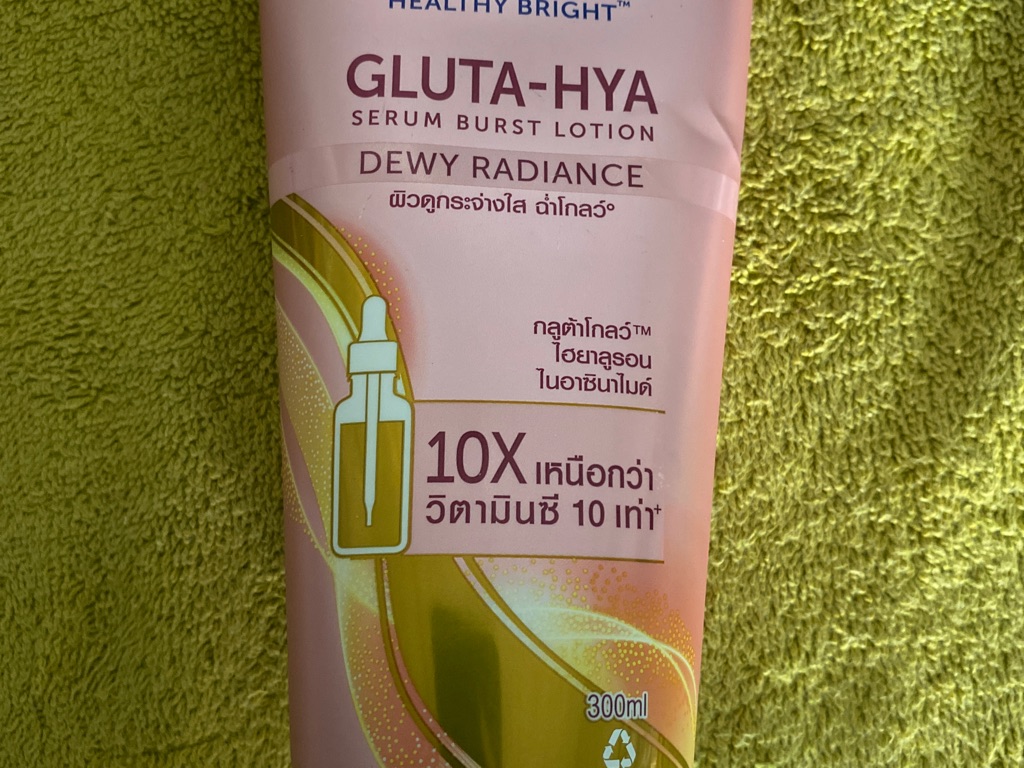 HEALTHY BRIGHT™
GLUTA-HYA
SERUM BURST LOTION
DEWY RADIANCE
ผิวดูกระจ่างใส ฉ่ำโกลว์°
กลูต้าโกลว์™
ไฮยาลูรอน
ไนอาซินาไมด์
10X เหนือกว่า
วิตามินซี 10 เท่า⁺
300ml